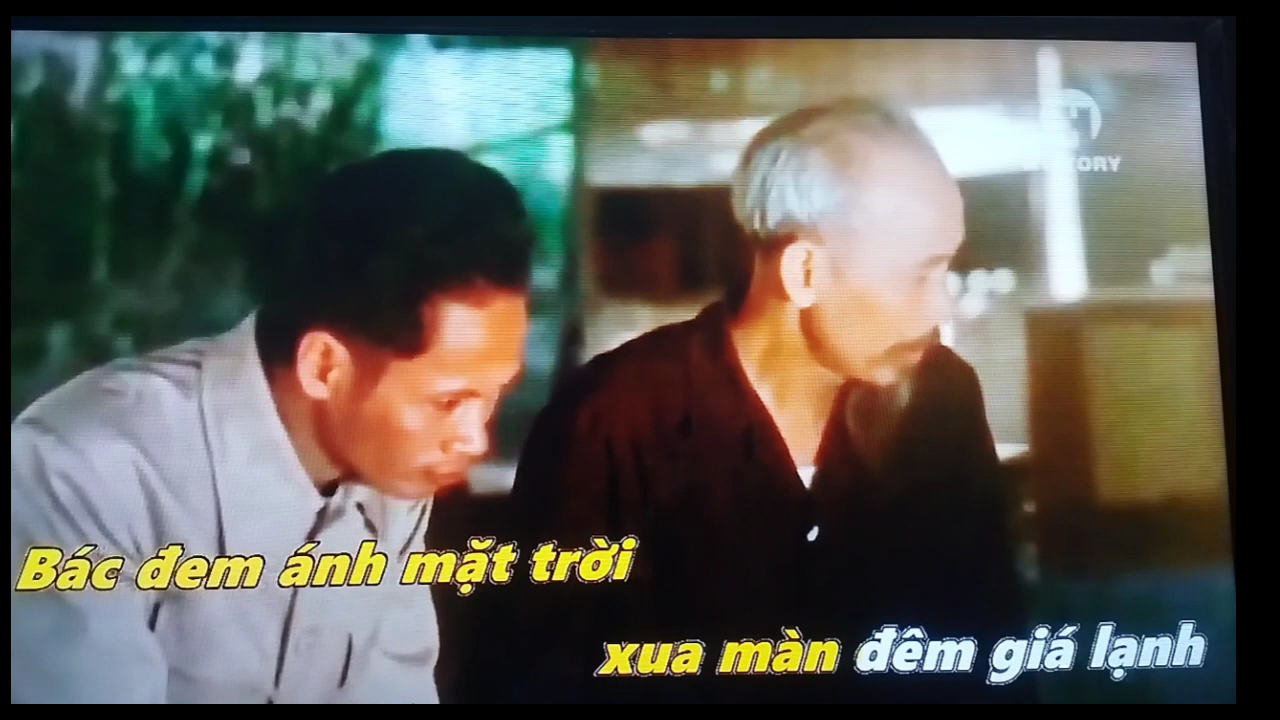 Bác đem ánh mặt trời
xua màn đêm giá lạnh